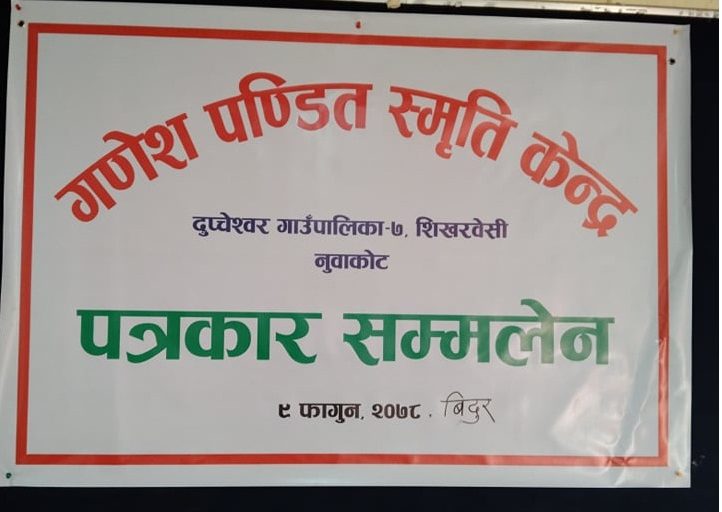 गणेश पण्डित स्मृति केन्द्र
दुप्चेश्वर गाउँपालिका-७, शिखरवेसी
नुवाकोट
पत्रकार सम्मलेन
९ फागुन, २०७८ . बिदुर